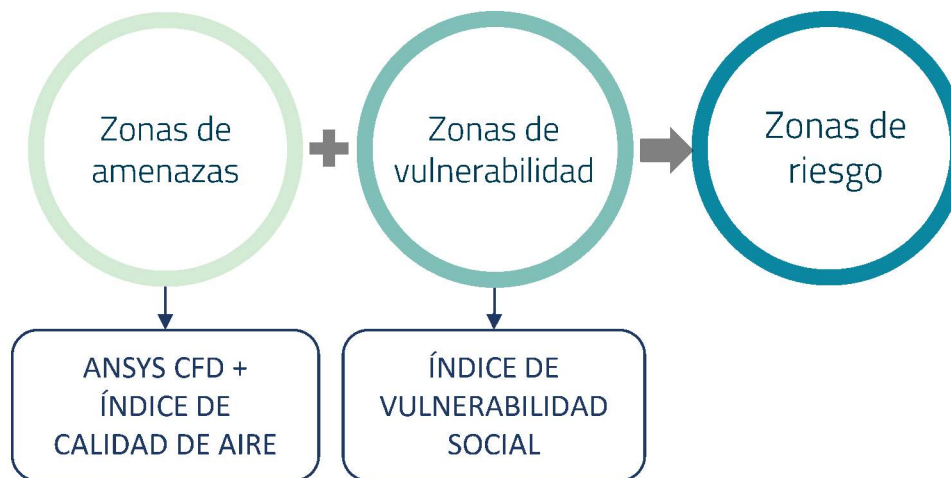 Zonas de
amenazas
Zonas de
vulnerabilidad
Zonas de
riesgo
ANSYS CFD +
ÍNDICE DE
CALIDAD DE AIRE
ÍNDICE DE
VULNERABILIDAD
SOCIAL